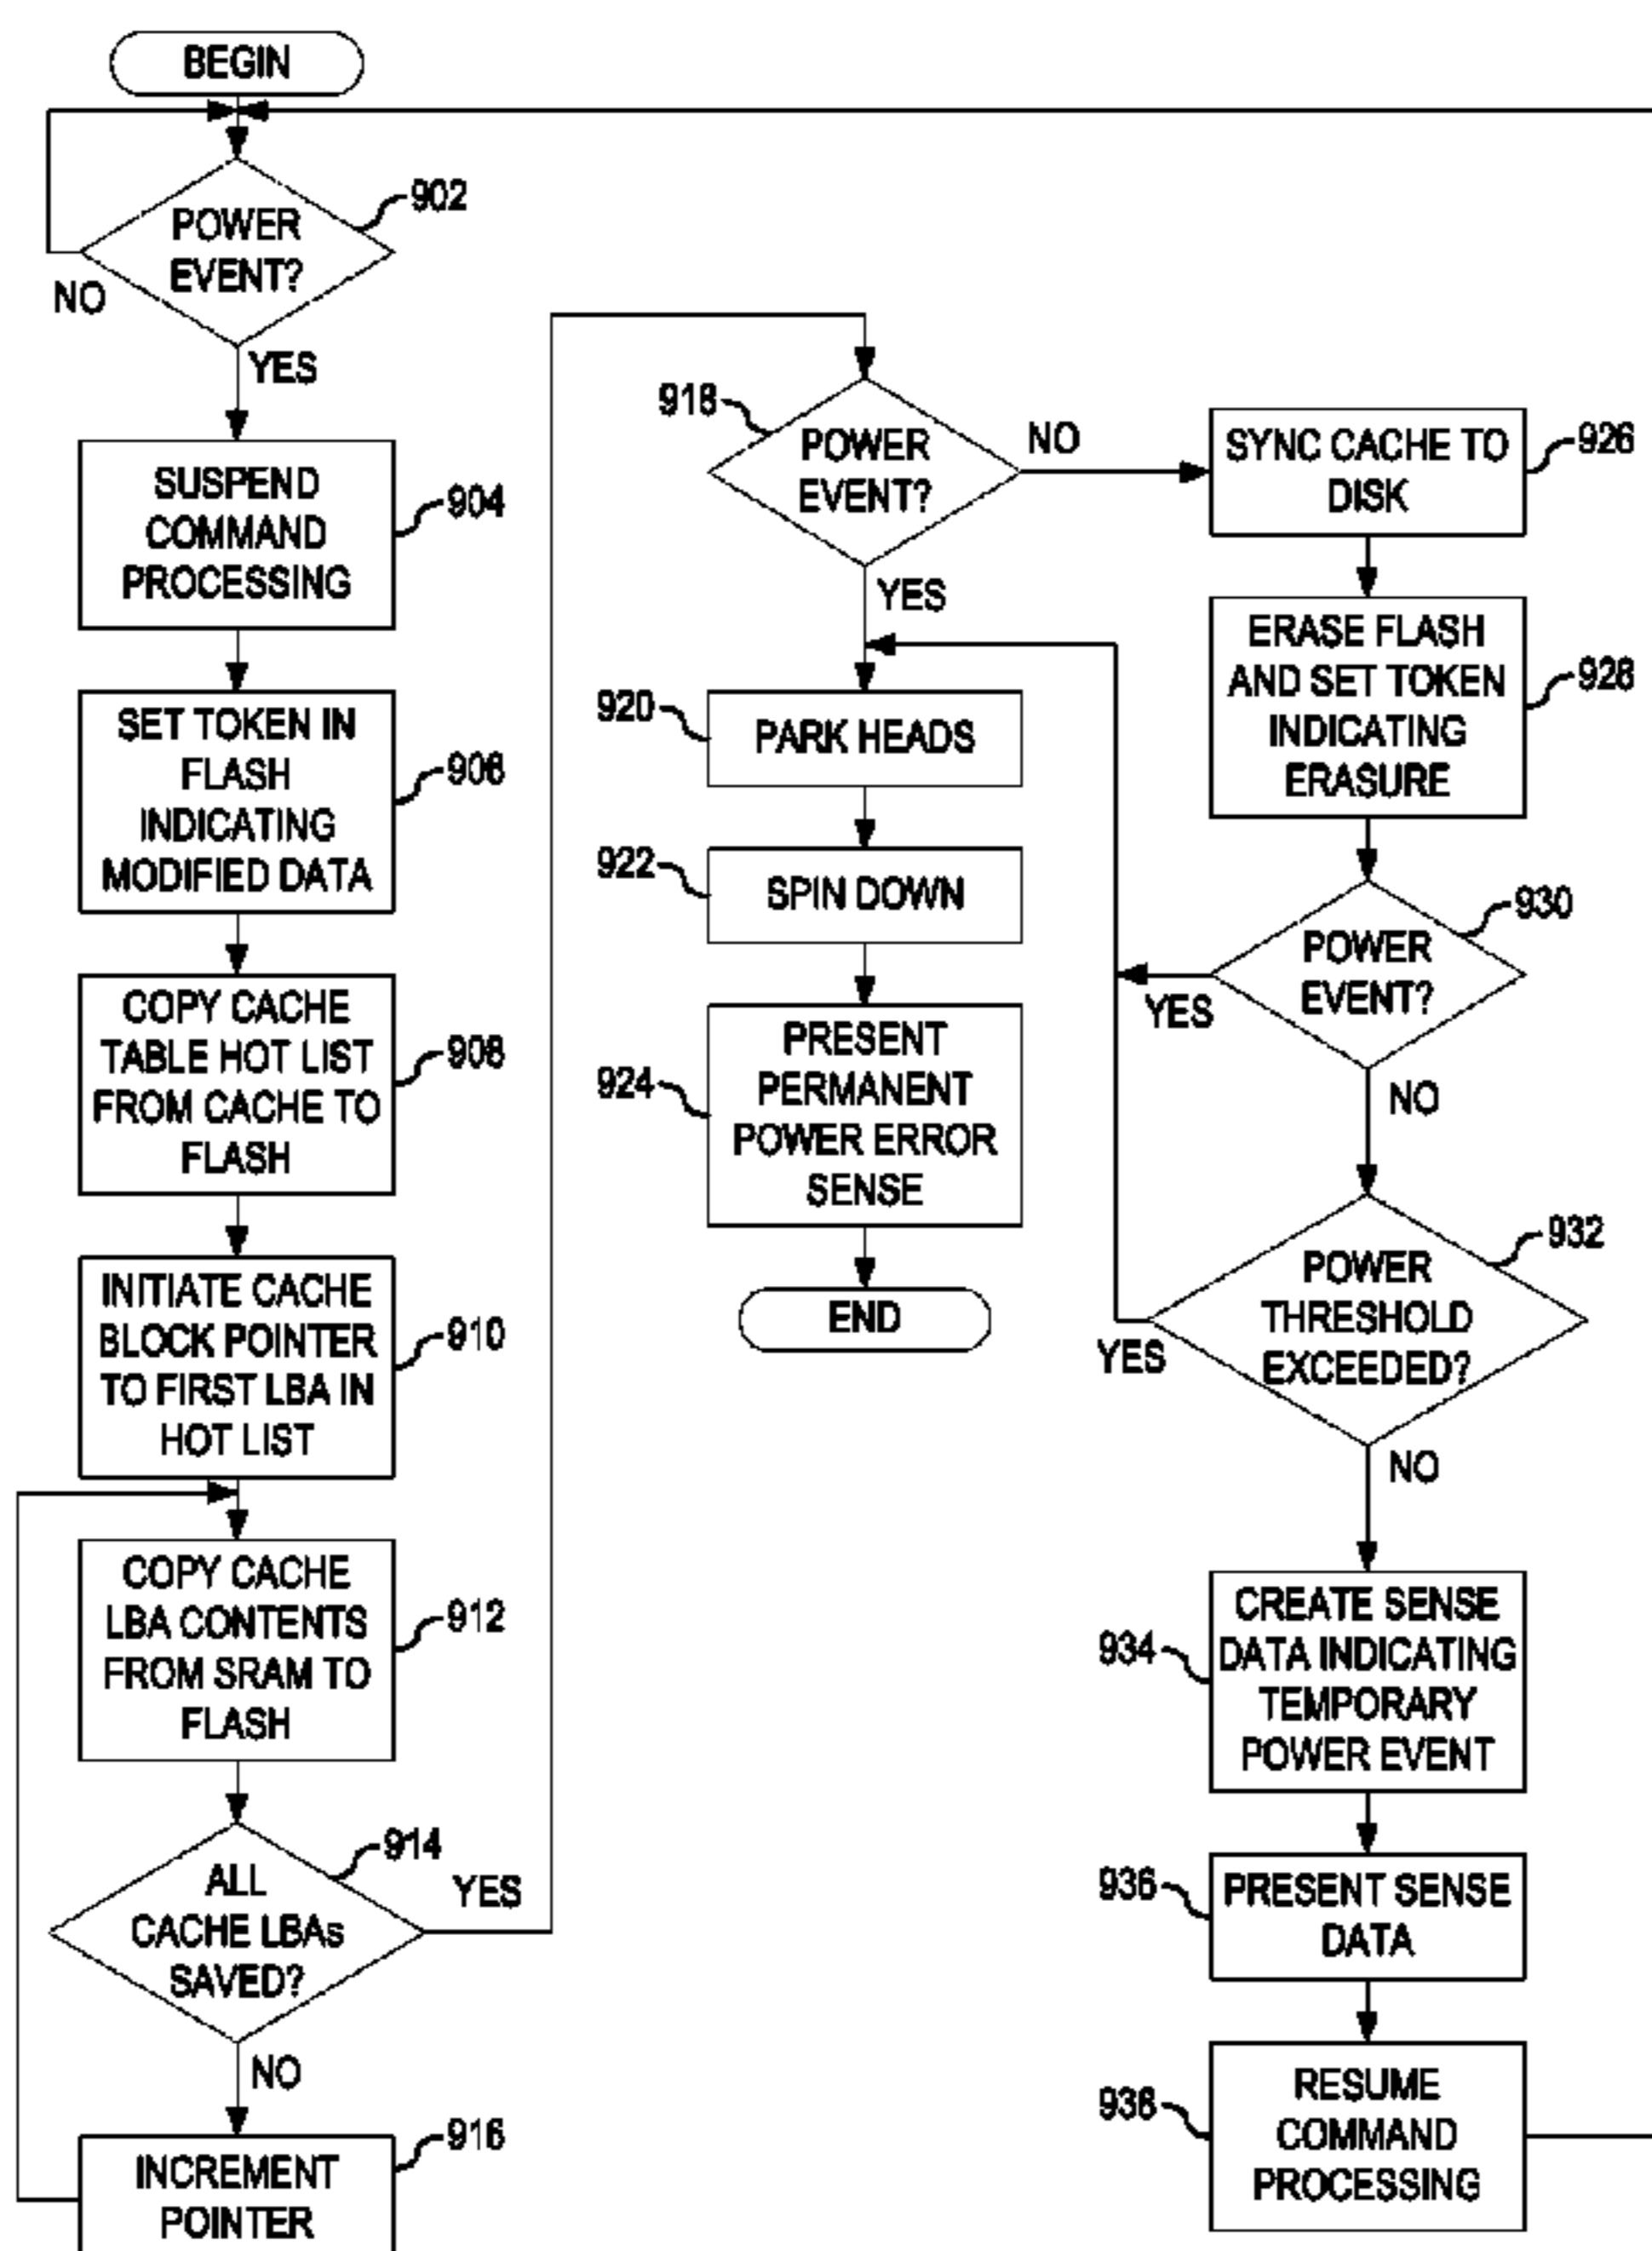 BEGIN
POWER
EVENT?
902
NO
YES
SUSPEND
COMMAND
PROCESSING
904
SET TOKEN IN
FLASH
INDICATING
MODIFIED DATA
906
COPY CACHE
TABLE HOT LIST
FROM CACHE TO
FLASH
908
INITIATE CACHE
BLOCK POINTER
TO FIRST LBA IN
HOT LIST
910
COPY CACHE
LBA CONTENTS
FROM SRAM TO
FLASH
912
ALL
CACHE LBAs
SAVED?
914
YES
NO
INCREMENT
POINTER
916
918
POWER
EVENT?
NO
YES
920
PARK HEADS
922
SPIN DOWN
924
PRESENT
PERMANENT
POWER ERROR
SENSE
END
SYNC CACHE TO
DISK
926
ERASE FLASH
AND SET TOKEN
INDICATING
ERASURE
928
POWER
EVENT?
930
YES
NO
POWER
THRESHOLD
EXCEEDED?
932
YES
NO
934
CREATE SENSE
DATA INDICATING
TEMPORARY
POWER EVENT
936
PRESENT SENSE
DATA
938
RESUME
COMMAND
PROCESSING